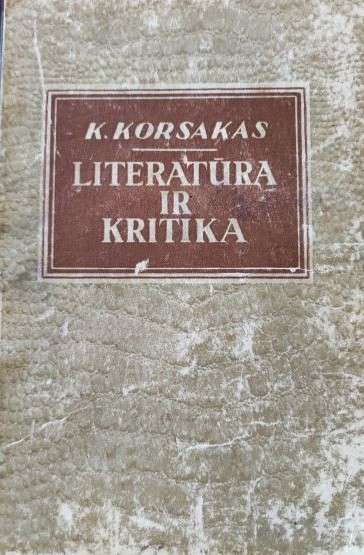 K. KORSAKAS
LITERATŪRA
IR
KRITIKA